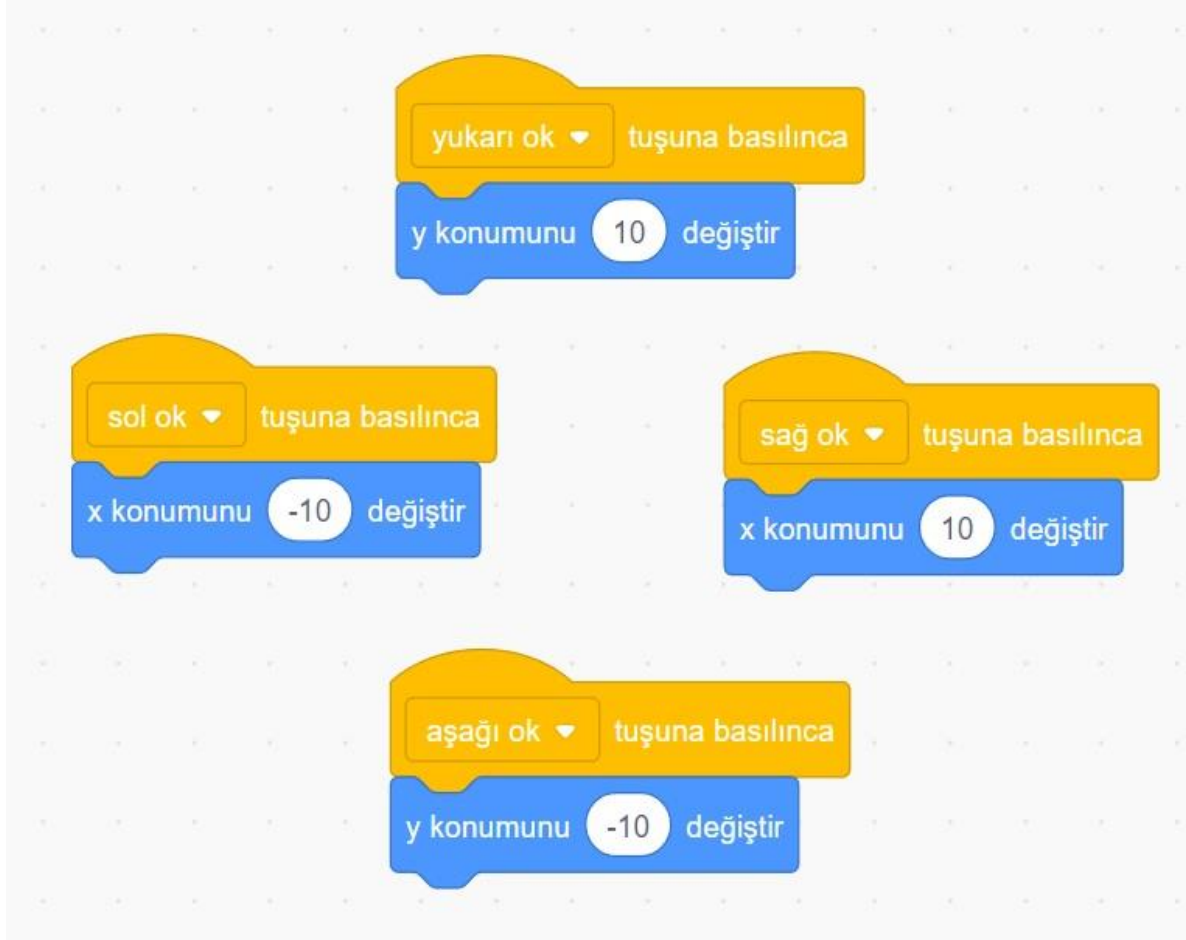 yukarı ok tuşuna basılınca
y konumunu 10 değiştir
sol ok tuşuna basılınca
x konumunu -10 değiştir
sağ ok tuşuna basılınca
x konumunu 10 değiştir
aşağı ok tuşuna basılınca
y konumunu -10 değiştir